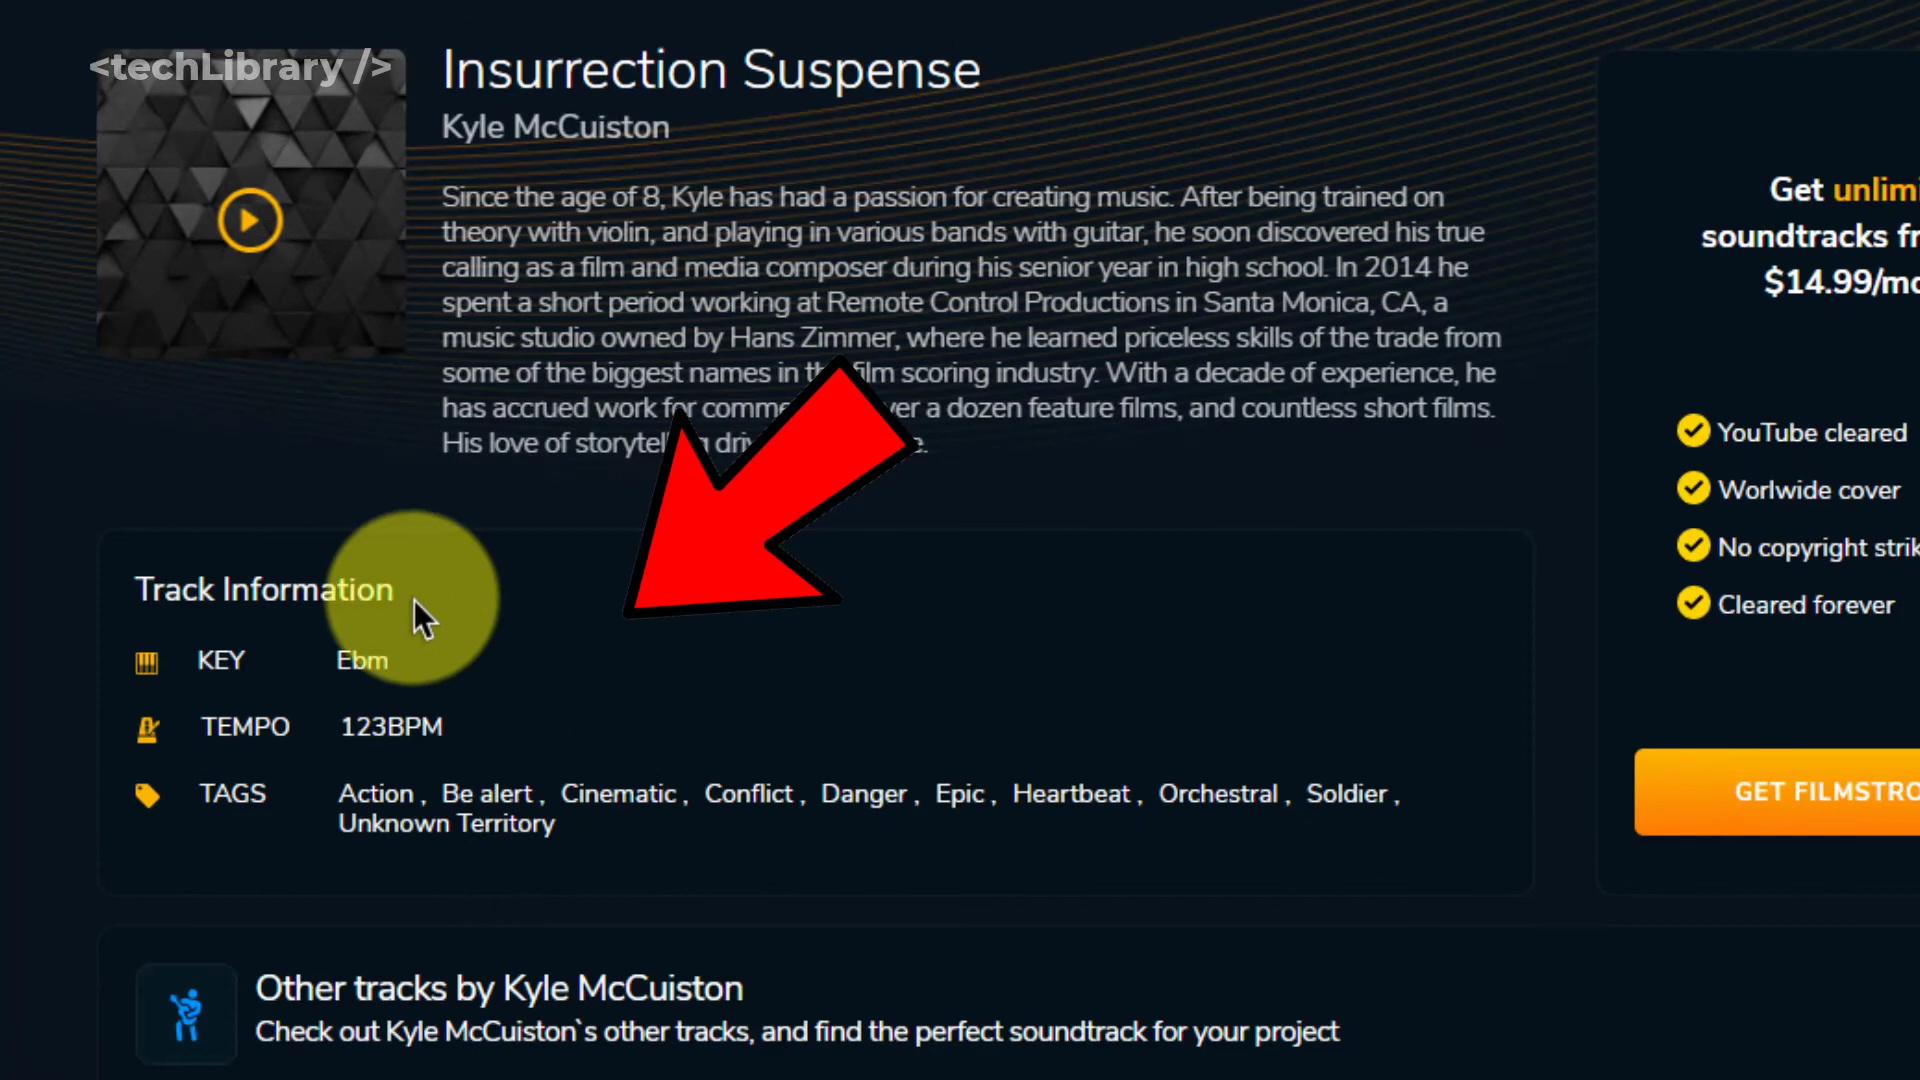 <techLibrary />
Insurrection Suspense
Kyle McCuiston
Since the age of 8, Kyle has had a passion for creating music. After being trained on
theory with violin, and playing in various bands with guitar, he soon discovered his true
calling as a film and media composer during his senior year in high school. In 2014 he
spent a short period working at Remote Control Productions in Santa Monica, CA, a
music studio owned by Hans Zimmer, where he learned priceless skills of the trade from
some of the biggest names in the film scoring industry. With a decade of experience, he
has accrued work for a dozen feature films, and countless short films.
His love of
Get
soundtracks
$14.99/mo
YouTube cleared
Worlwide cover
No copyright
Cleared forever
GET
Track Information
KEY Ebm
TEMPO 123BPM
TAGS Action , Be alert , Cinematic , Conflict , Danger , Epic , Heartbeat , Orchestral , Soldier ,
Unknown Territory
Other tracks by Kyle McCuiston
Check out Kyle McCuiston`s other tracks, and find the perfect soundtrack for your project